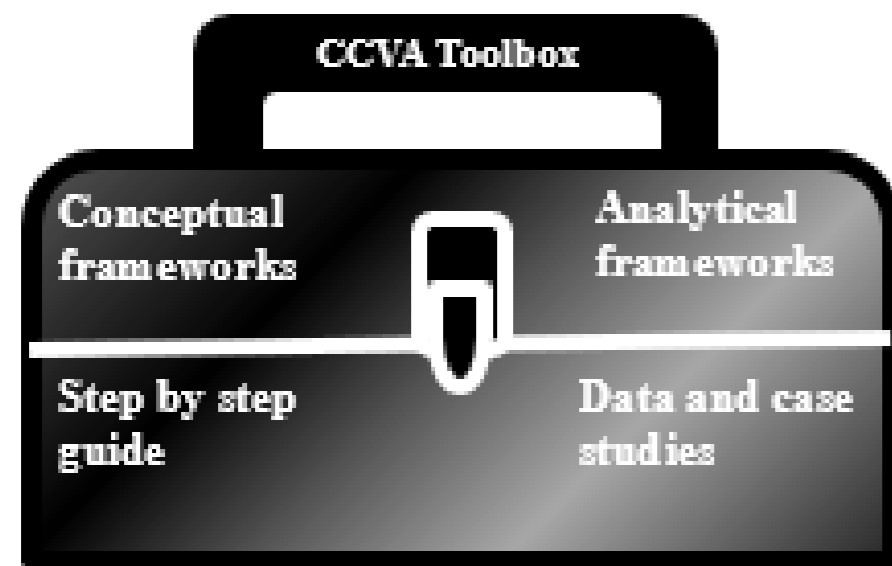 CCVA Toolbox
Conceptual
frameworks
Analytical
frameworks
Step by step
guide
Data and case
studies